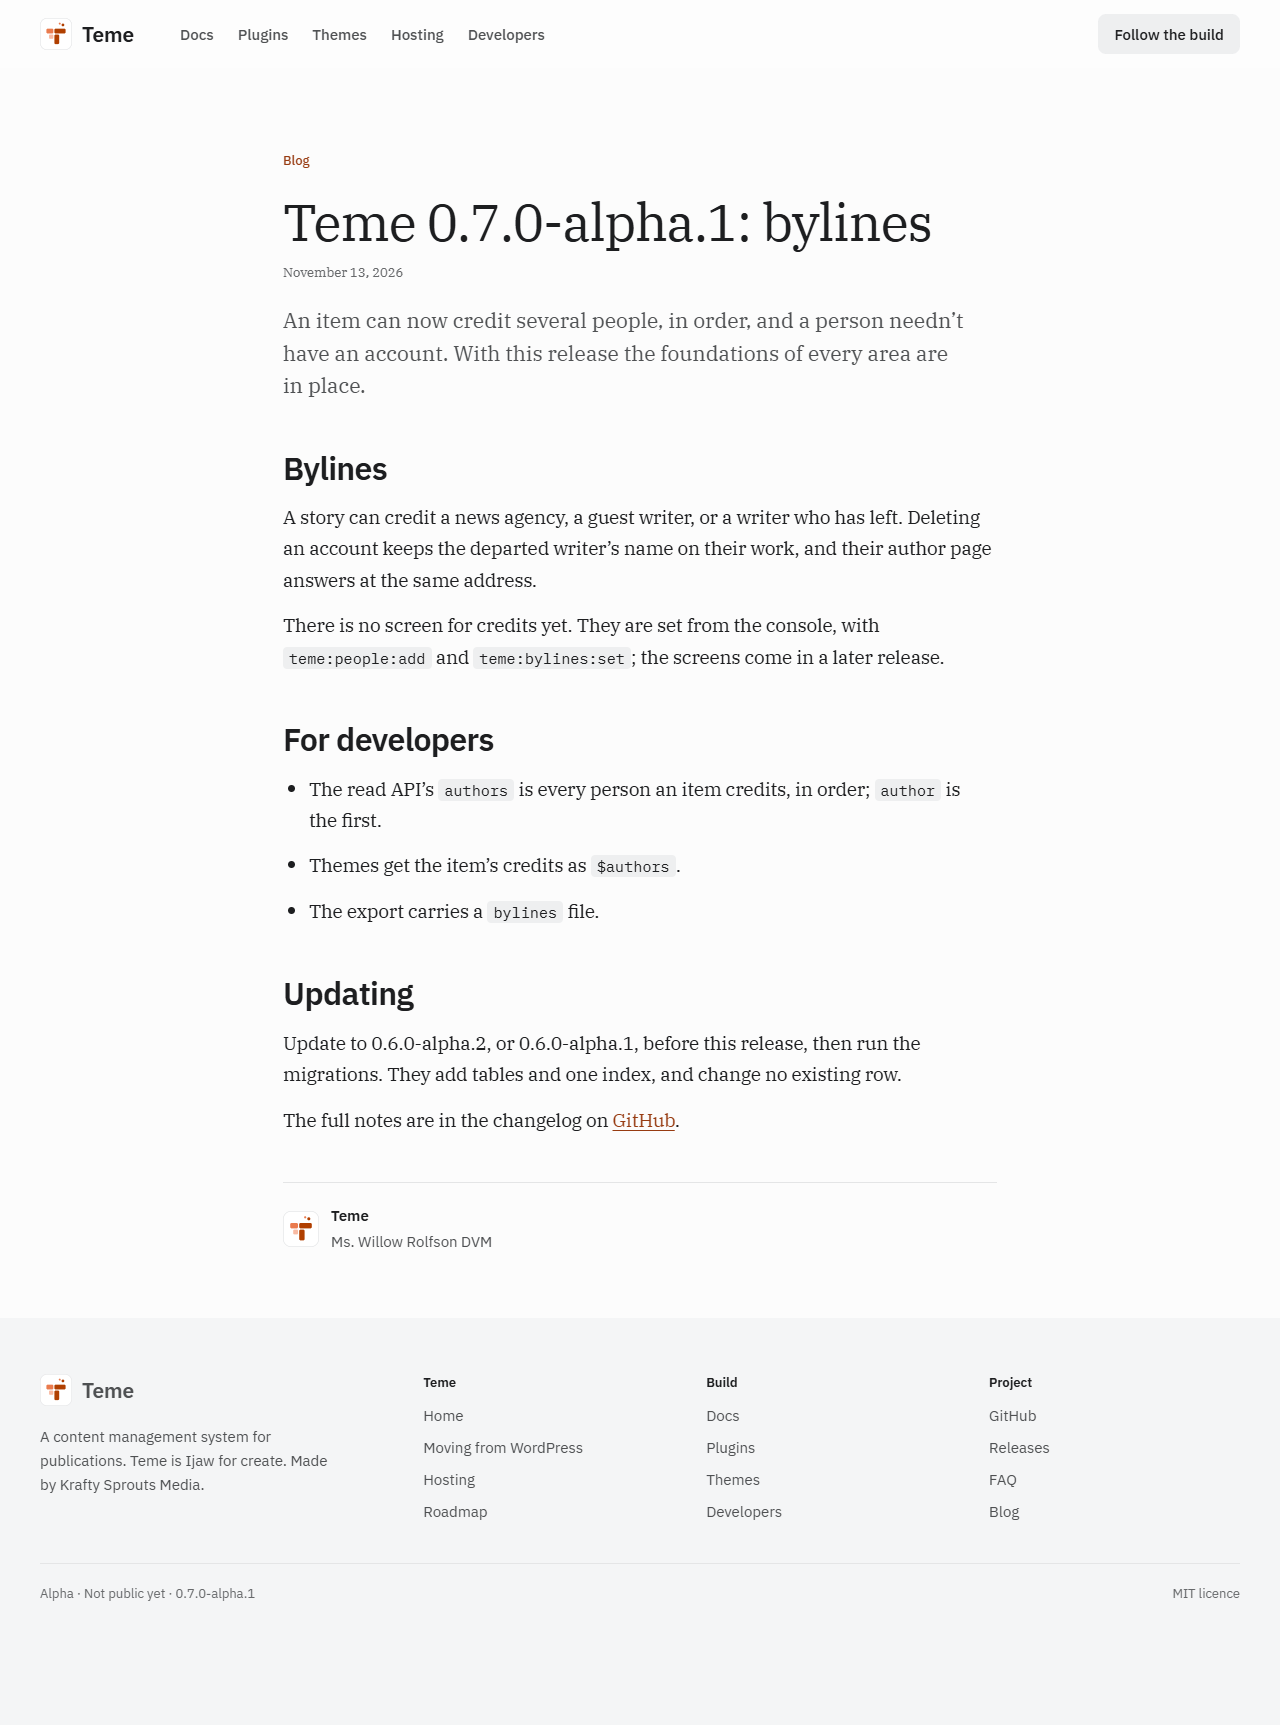 Teme
Docs
Plugins
Themes
Hosting
Developers
Follow the build
Blog
Teme 0.7.0-alpha.1: bylines
November 13, 2026
An item can now credit several people, in order, and a person needn’t
have an account. With this release the foundations of every area are
in place.
Bylines
A story can credit a news agency, a guest writer, or a writer who has left. Deleting
an account keeps the departed writer’s name on their work, and their author page
answers at the same address.
There is no screen for credits yet. They are set from the console, with
teme:people:add and teme:bylines:set; the screens come in a later release.
For developers
• The read API’s authors is every person an item credits, in order; author is
the first.
• Themes get the item’s credits as $authors.
• The export carries a bylines file.
Updating
Update to 0.6.0-alpha.2, or 0.6.0-alpha.1, before this release, then run the
migrations. They add tables and one index, and change no existing row.
The full notes are in the changelog on GitHub.
Teme
Ms. Willow Rolfson DVM
Teme
A content management system for
publications. Teme is Ijaw for create. Made
by Krafty Sprouts Media.
Teme
Home
Moving from WordPress
Hosting
Roadmap
Build
Docs
Plugins
Themes
Developers
Project
GitHub
Releases
FAQ
Blog
Alpha · Not public yet · 0.7.0-alpha.1
MIT licence